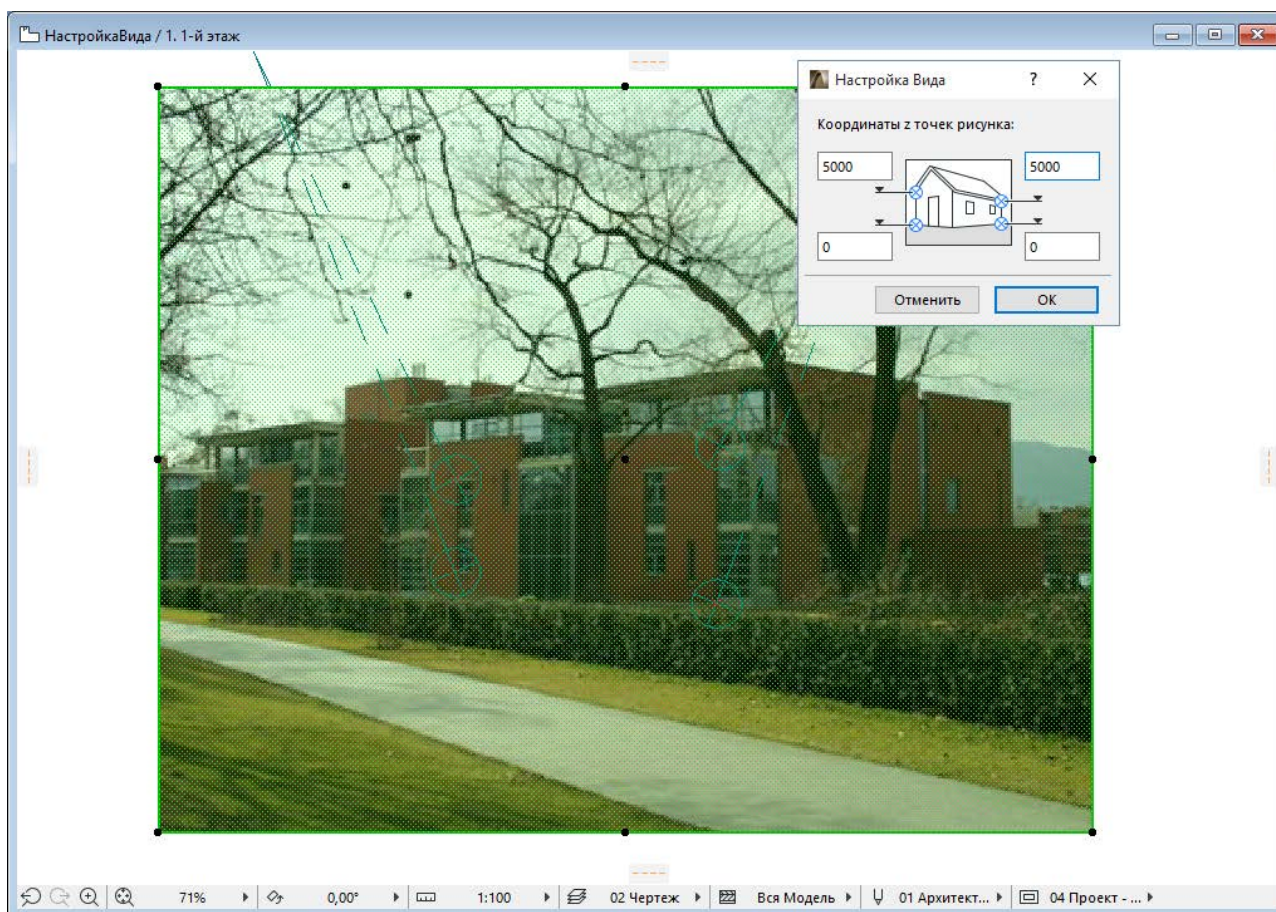 НастройкаВида / 1. 1-й этаж
Настройка Вида
?
Координаты z точек рисунка:
5000
5000
0
0
Отменить
ОК
71%
0,00°
1:100
02 Чертеж
Вся Модель
01 Архитект...
04 Проект - ...